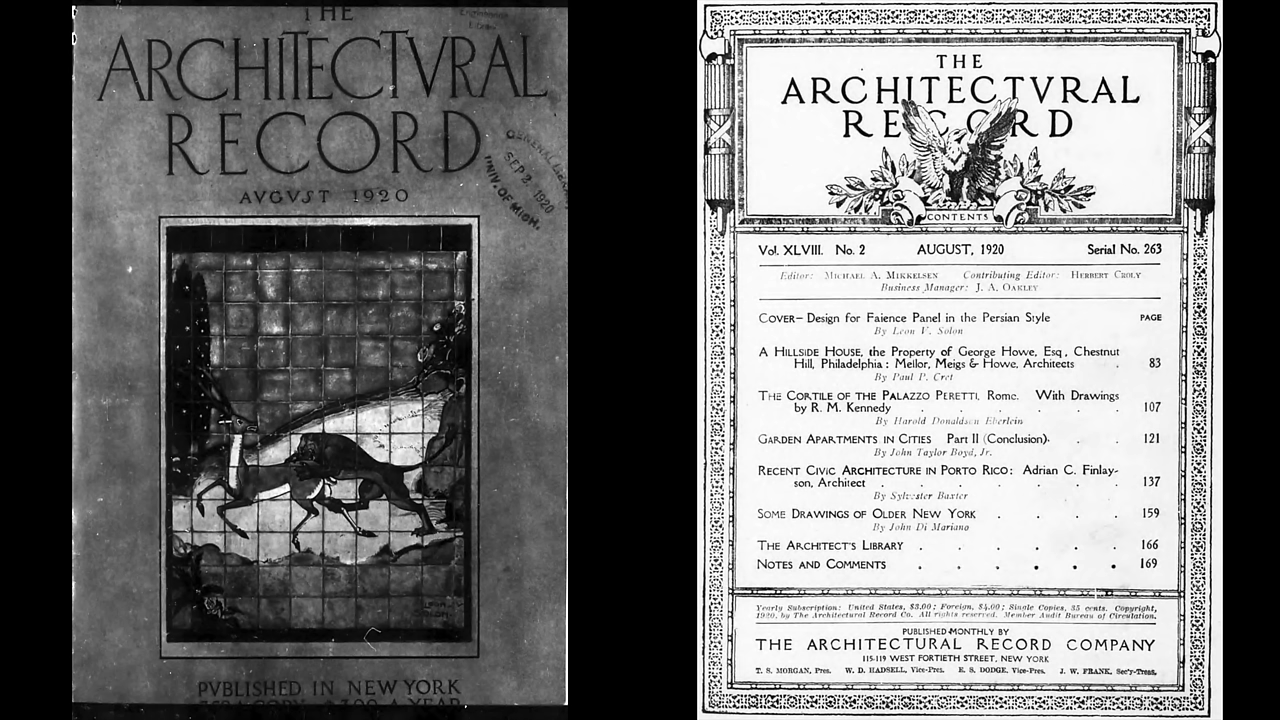 THE
ARCHITECTVRAL
RECORD
AVGVST 1920
GENERAL
SEP 2 1920
UNIV. OF MICH.
PVBLISHED IN NEW YORK
THE
ARCHITECTVRAL
RECORD
CONTENTS
Vol. XLVIII. No. 2 AUGUST, 1920 Serial No. 263
Editor: MICHAEL A. MIKKELSEN Contributing Editor: HERBERT CROLY
Business Manager: J. A. OAKLEY
COVER—Design for Faience Panel in the Persian Style PAGE
By Leon V. Solon
A HILLSIDE HOUSE, the Property of George Howe, Esq., Chestnut
Hill, Philadelphia: Mellor, Meigs & Howe, Architects . 83
By Paul P. Cret
THE CORTILE OF THE PALAZZO PERETTI, Rome. With Drawings
by R. M. Kennedy . . . . . . 107
By Harold Donaldson Eberlein
GARDEN APARTMENTS IN CITIES Part II (Conclusion). . . 121
By John Taylor Boyd, Jr.
RECENT CIVIC ARCHITECTURE IN PORTO RICO: Adrian C. Finlay-
son, Architect . . . . . . . 137
By Sylvester Baxter
SOME DRAWINGS OF OLDER NEW YORK . . . . 159
By John Di Mariano
THE ARCHITECT'S LIBRARY . . . . . . 166
NOTES AND COMMENTS . . . . . . 169
Yearly Subscription: United States, $3.00; Foreign, $4.00; Single Copies, 35 cents. Copyright,
1920, by The Architectural Record Co. All rights reserved. Member Audit Bureau of Circulation.
PUBLISHED MONTHLY BY
THE ARCHITECTURAL RECORD COMPANY
115-119 WEST FORTIETH STREET, NEW YORK
T. S. MORGAN, Pres. W. D. HADSELL, Vice-Pres. E. S. DODGE, Vice-Pres. J. W. FRANK, Sec'y-Treas.